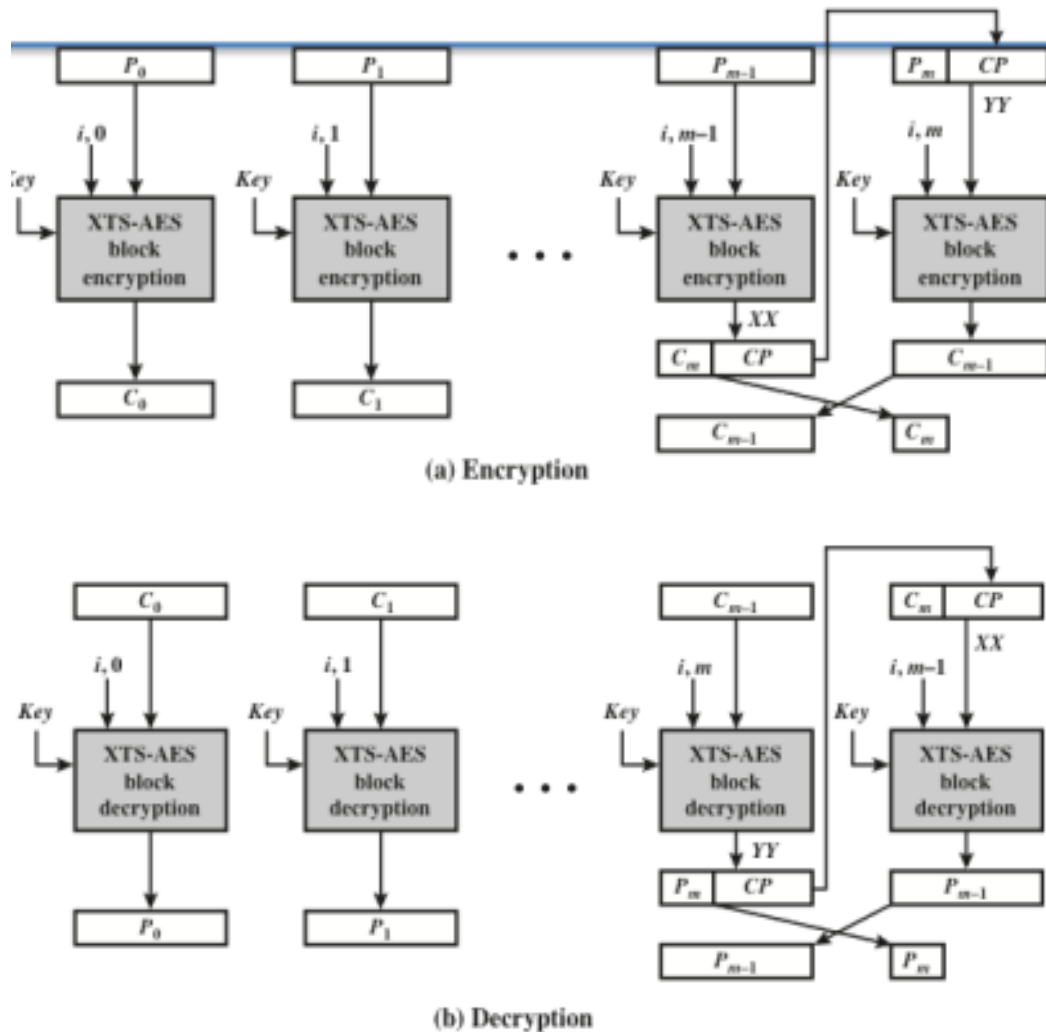 P₀ P₁ Pₘ₋₁ Pₘ CP
YY
i, 0 i, 1 i, m–1 i, m
Key Key Key Key
XTS-AES XTS-AES XTS-AES XTS-AES
block block block block
encryption encryption encryption encryption
XX
Cₘ CP Cₘ₋₁
C₀ C₁
Cₘ₋₁ Cₘ
(a) Encryption
C₀ C₁ Cₘ₋₁ Cₘ CP
XX
i, 0 i, 1 i, m i, m–1
Key Key Key Key
XTS-AES XTS-AES XTS-AES XTS-AES
block block block block
decryption decryption decryption decryption
YY
Pₘ CP Pₘ₋₁
P₀ P₁
Pₘ₋₁ Pₘ
(b) Decryption